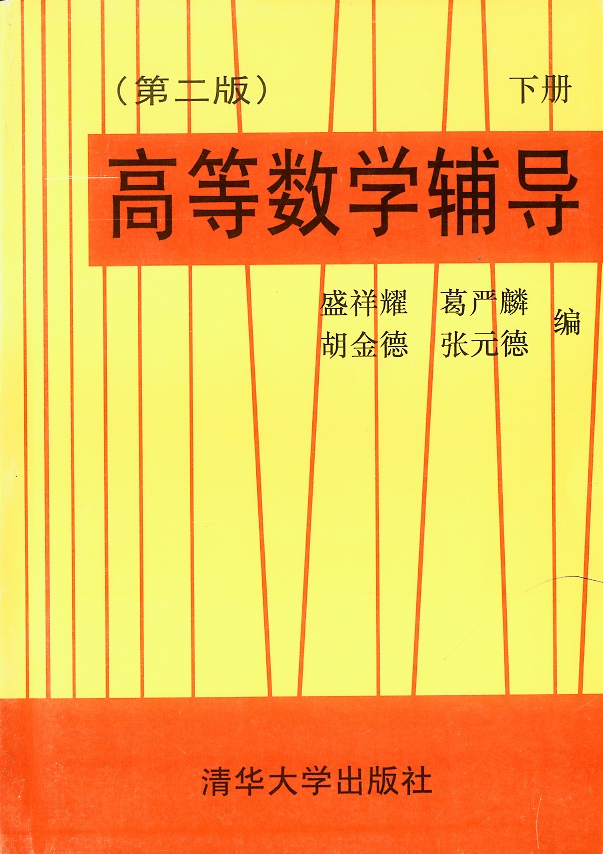 （第二版） 下册
高等数学辅导
盛祥耀 葛严麟
胡金德 张元德 编
清华大学出版社